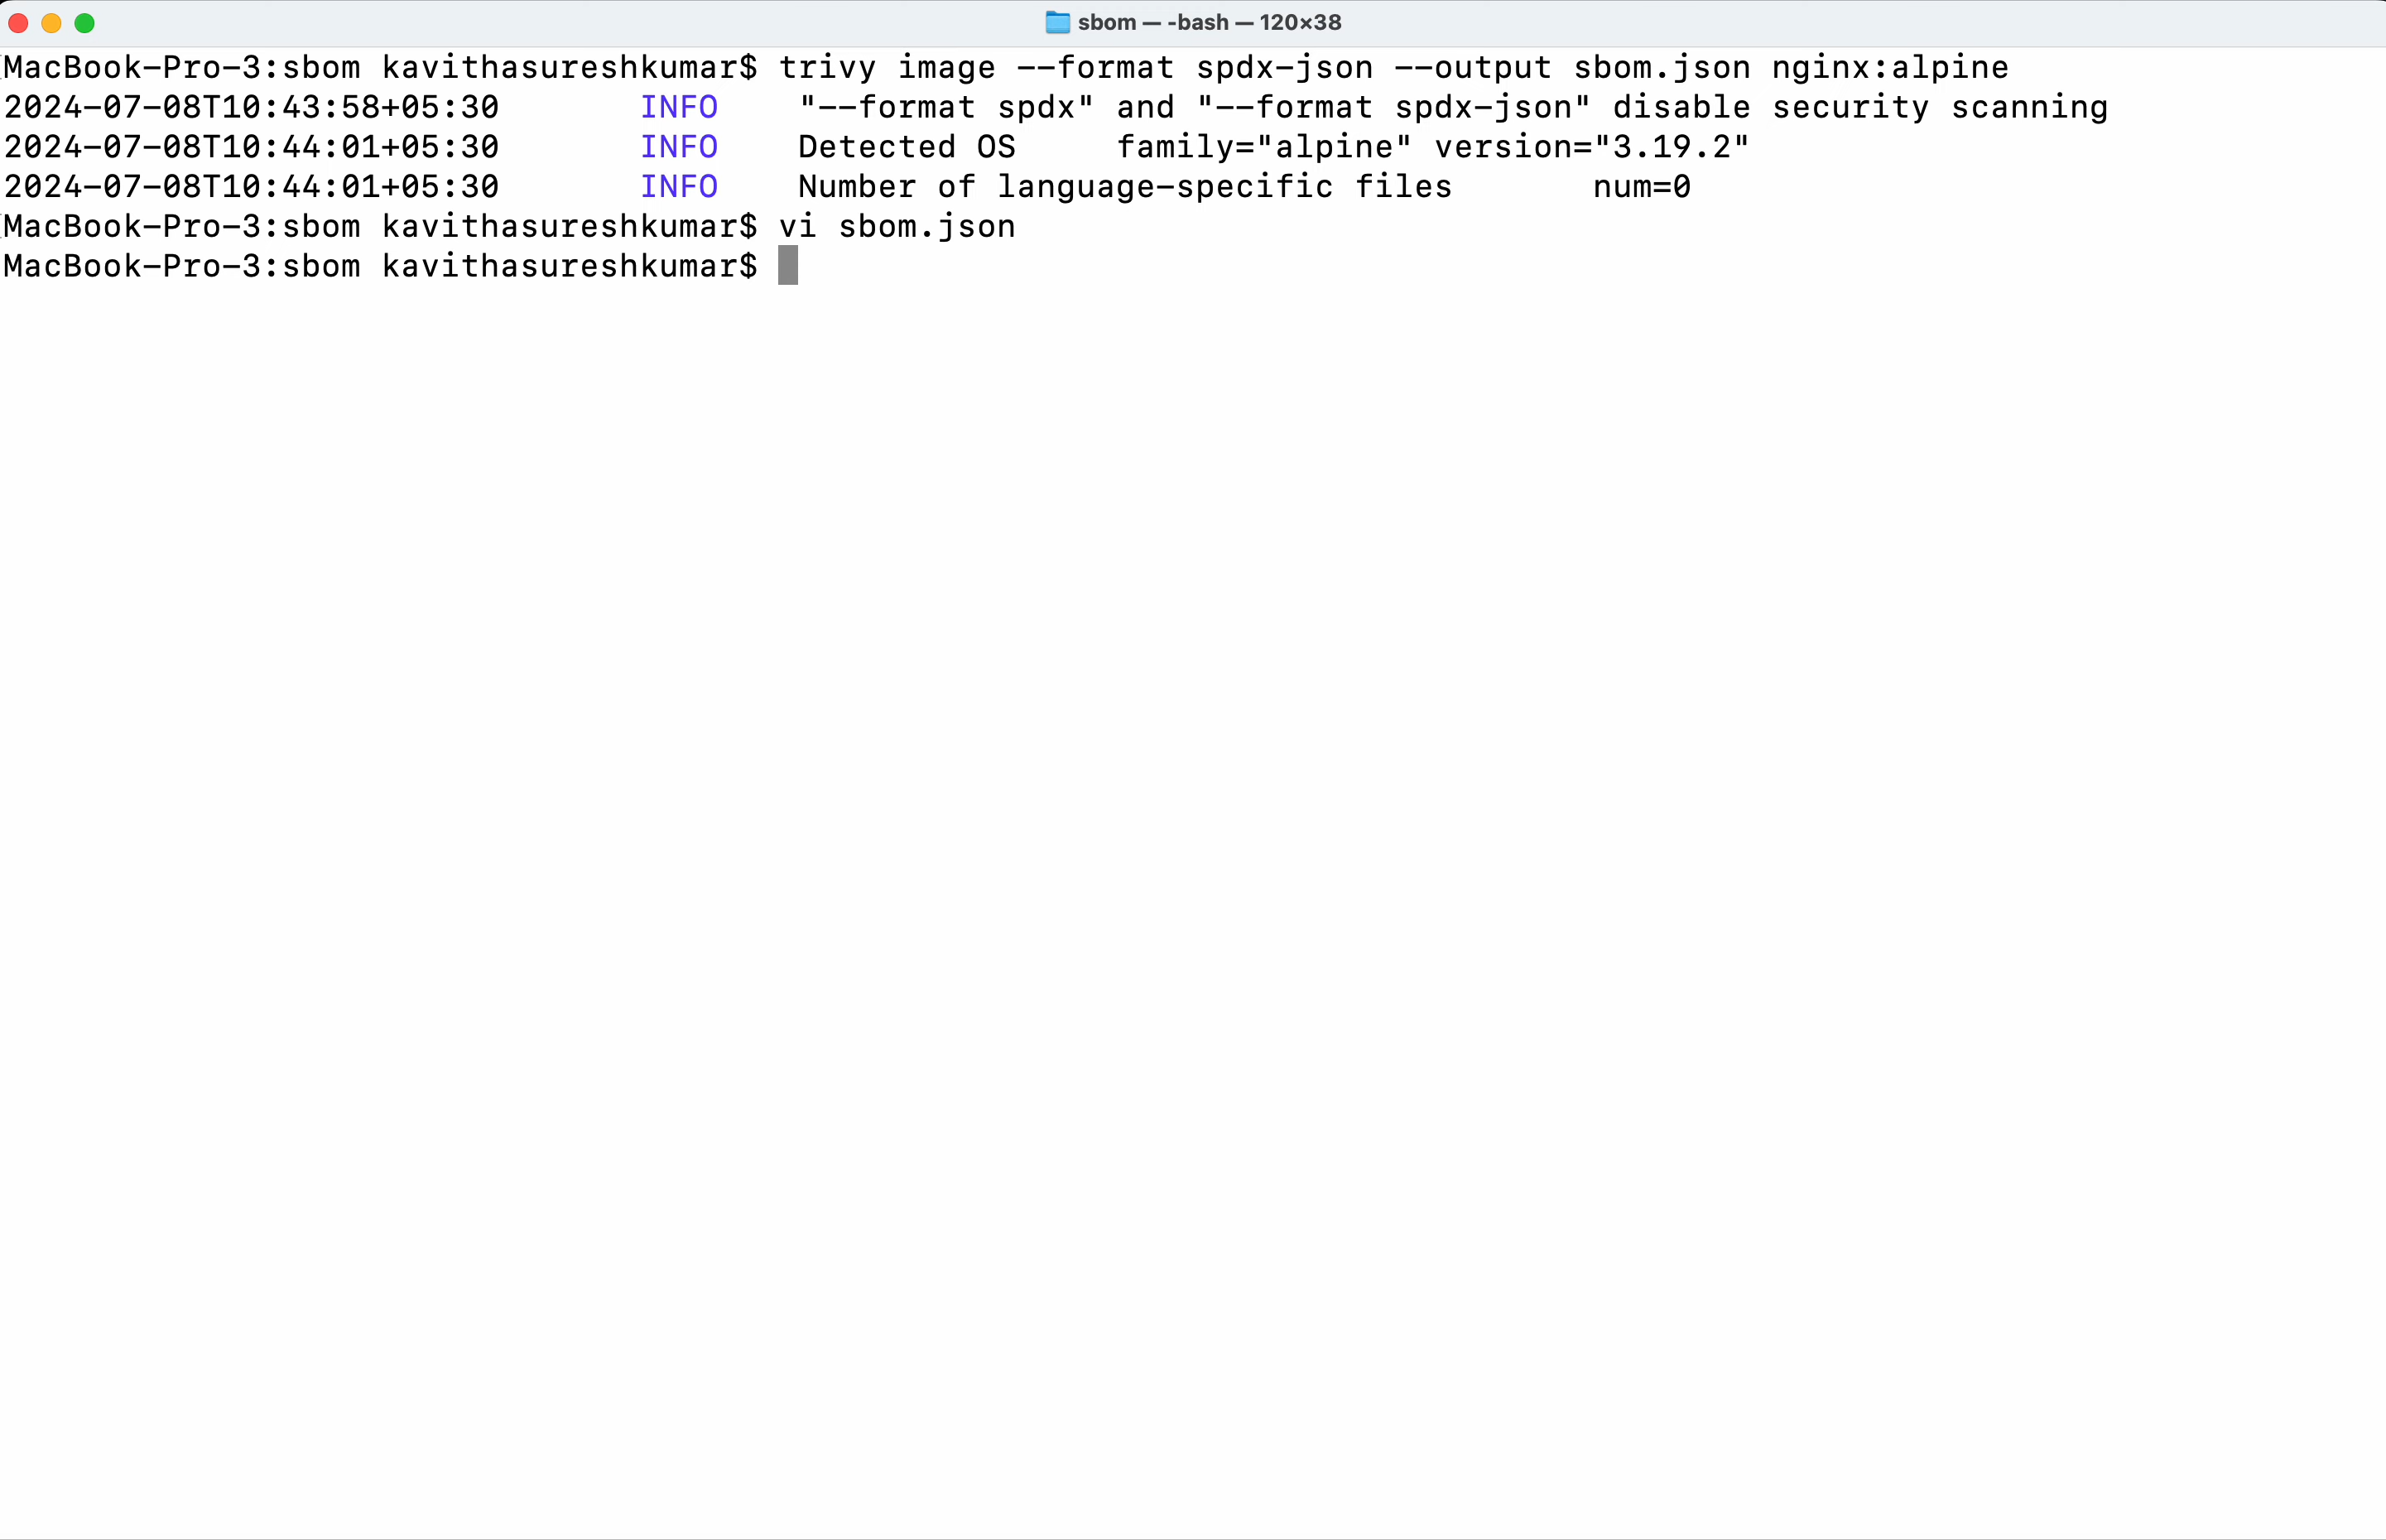 sbom — -bash — 120×38
MacBook-Pro-3:sbom kavithasureshkumar$ trivy image --format spdx-json --output sbom.json nginx:alpine
2024-07-08T10:43:58+05:30 INFO "--format spdx" and "--format spdx-json" disable security scanning
2024-07-08T10:44:01+05:30 INFO Detected OS family="alpine" version="3.19.2"
2024-07-08T10:44:01+05:30 INFO Number of language-specific files num=0
MacBook-Pro-3:sbom kavithasureshkumar$ vi sbom.json
MacBook-Pro-3:sbom kavithasureshkumar$